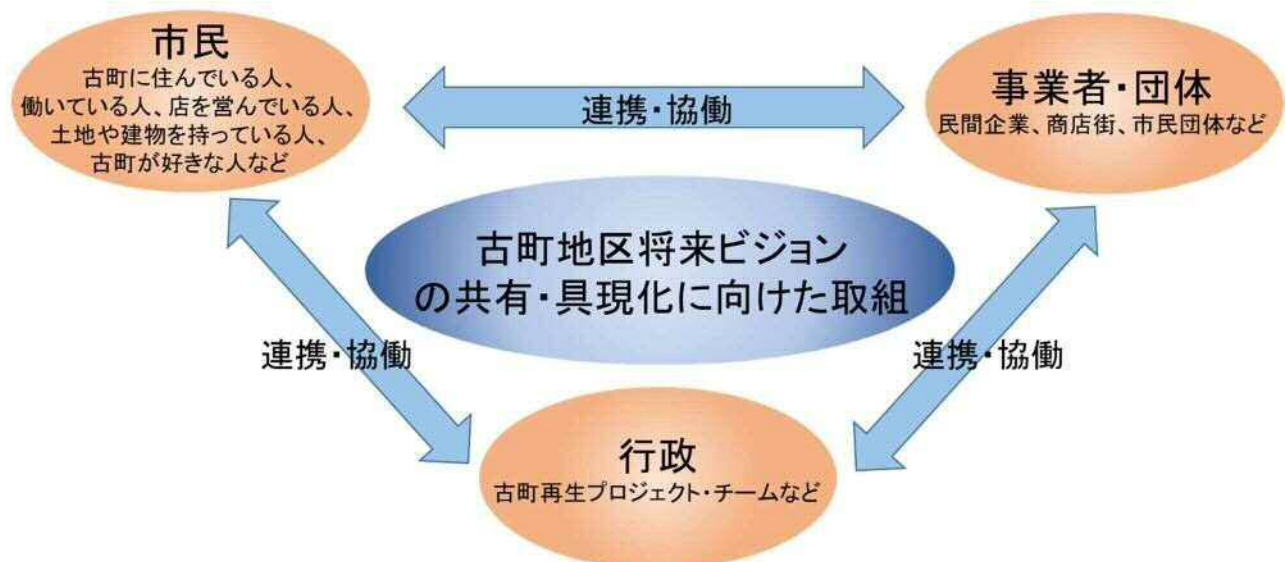 市民
古町に住んでいる人、
働いている人、店を営んでいる人、
土地や建物を持っている人、
古町が好きな人など
連携・協働
事業者・団体
民間企業、商店街、市民団体など
古町地区将来ビジョン
の共有・具現化に向けた取組
連携・協働
連携・協働
行政
古町再生プロジェクト・チームなど